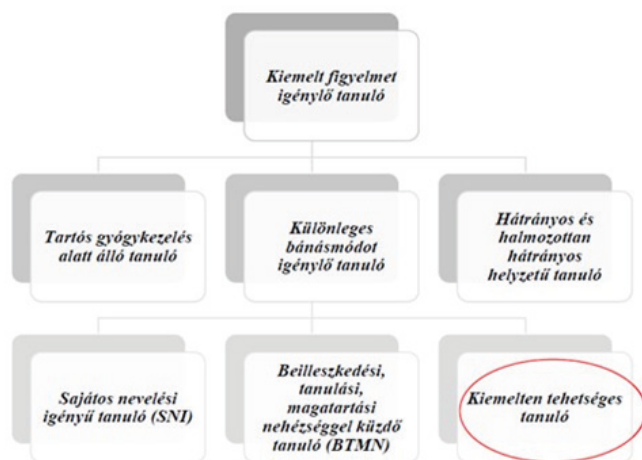 Kiemelt figyelmet
igénylő tanuló
Tartós gyógykezelés
alatt álló tanuló
Különleges
bánásmódot
igénylő tanuló
Hátrányos és
halmozottan
hátrányos
helyzetű tanuló
Sajátos nevelési
igényű tanuló (SNI)
Beilleszkedési,
tanulási,
magatartási
nehézséggel küzdő
tanuló (BTMN)
Kiemelten tehetséges
tanuló